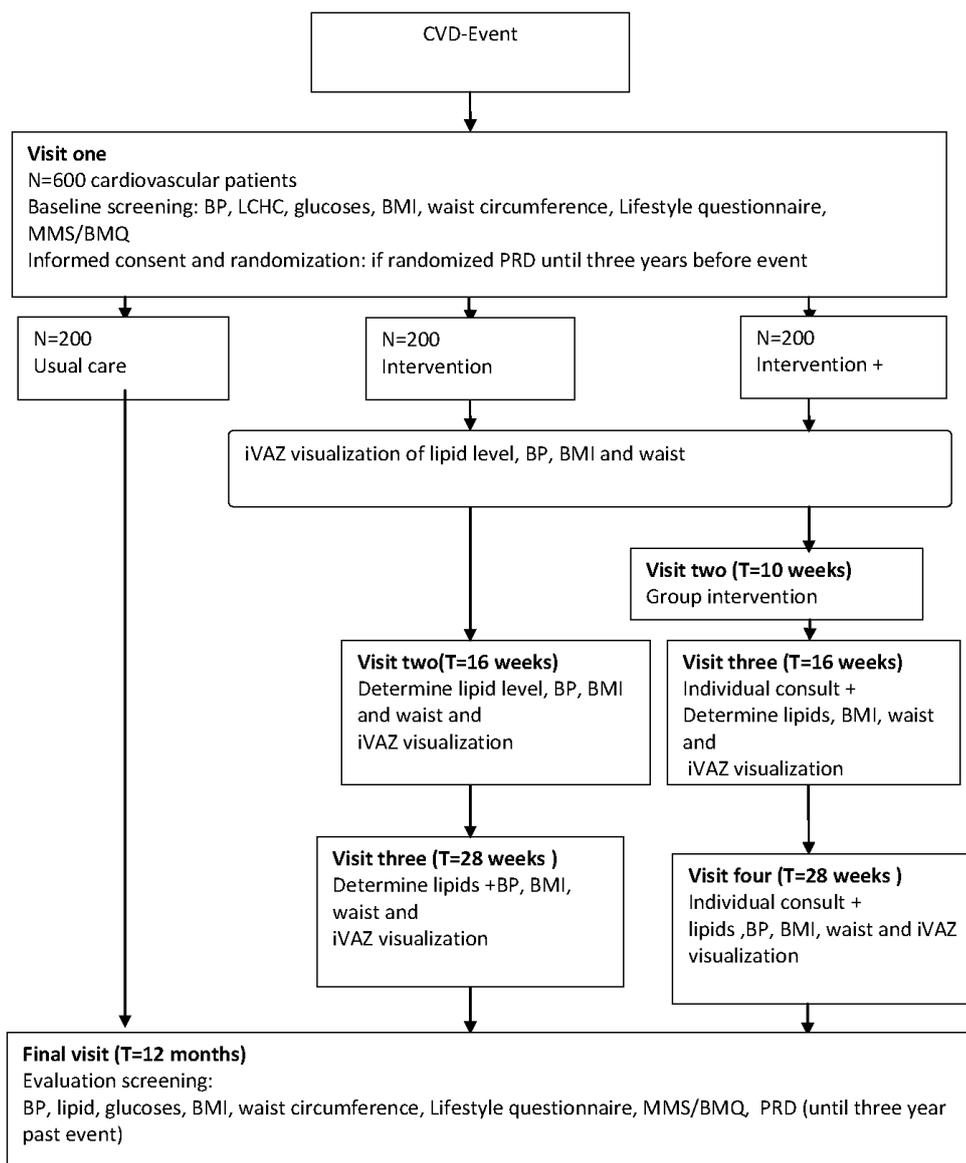 CVD-Event
Visit one
N=600 cardiovascular patients
Baseline screening: BP, LCHC, glucoses, BMI, waist circumference, Lifestyle questionnaire,
MMS/BMQ
Informed consent and randomization: if randomized PRD until three years before event
N=200
Usual care
N=200
Intervention
N=200
Intervention +
iVAZ visualization of lipid level, BP, BMI and waist
Visit two (T=10 weeks)
Group intervention
Visit two(T=16 weeks)
Determine lipid level, BP, BMI
and waist and
iVAZ visualization
Visit three (T=16 weeks)
Individual consult +
Determine lipids, BMI, waist
and
iVAZ visualization
Visit three (T=28 weeks )
Determine lipids +BP, BMI,
waist and
iVAZ visualization
Visit four (T=28 weeks )
Individual consult +
lipids ,BP, BMI, waist and iVAZ
visualization
Final visit (T=12 months)
Evaluation screening:
BP, lipid, glucoses, BMI, waist circumference, Lifestyle questionnaire, MMS/BMQ, PRD (until three year
past event)